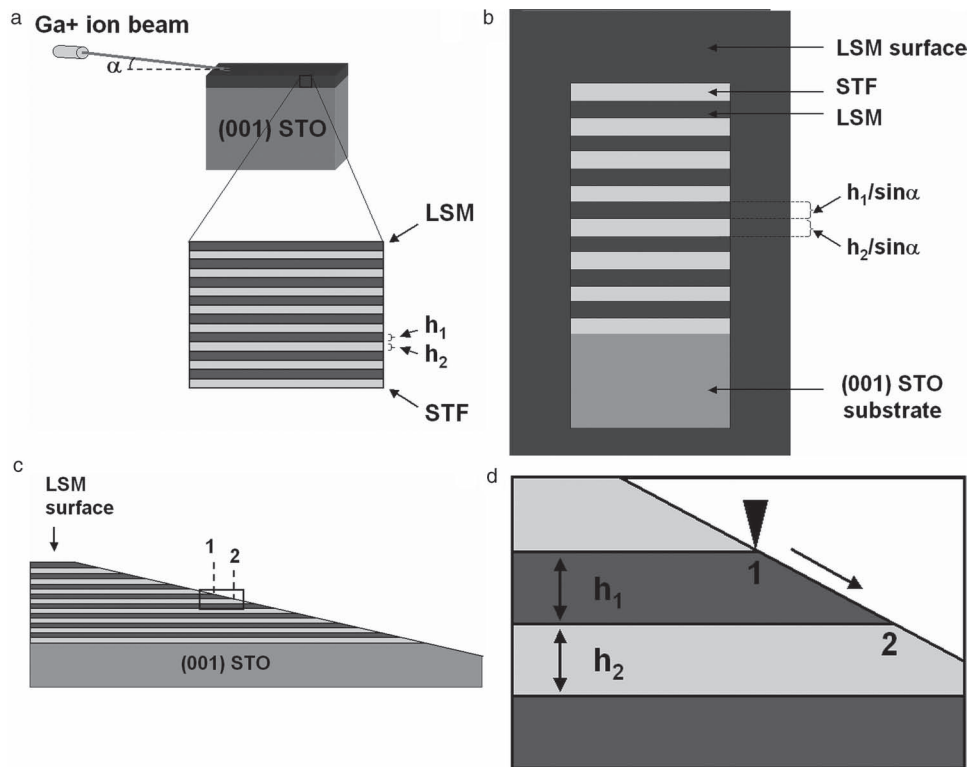 a
Ga+ ion beam
α
(001) STO
LSM
h₁
h₂
STF
b
LSM surface
STF
LSM
h₁/sinα
h₂/sinα
(001) STO
substrate
c
LSM
surface
1
2
(001) STO
d
1
h₁
2
h₂